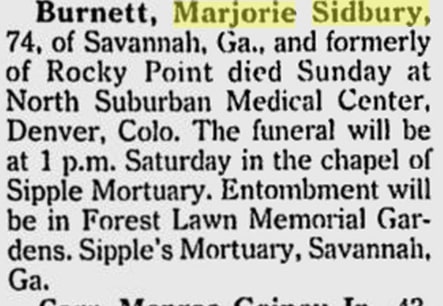 Burnett, Marjorie Sidbury,
74, of Savannah, Ga., and formerly
of Rocky Point died Sunday at
North Suburban Medical Center,
Denver, Colo. The funeral will be
at 1 p.m. Saturday in the chapel of
Sipple Mortuary. Entombment will
be in Forest Lawn Memorial Gar-
dens. Sipple's Mortuary, Savannah,
Ga.